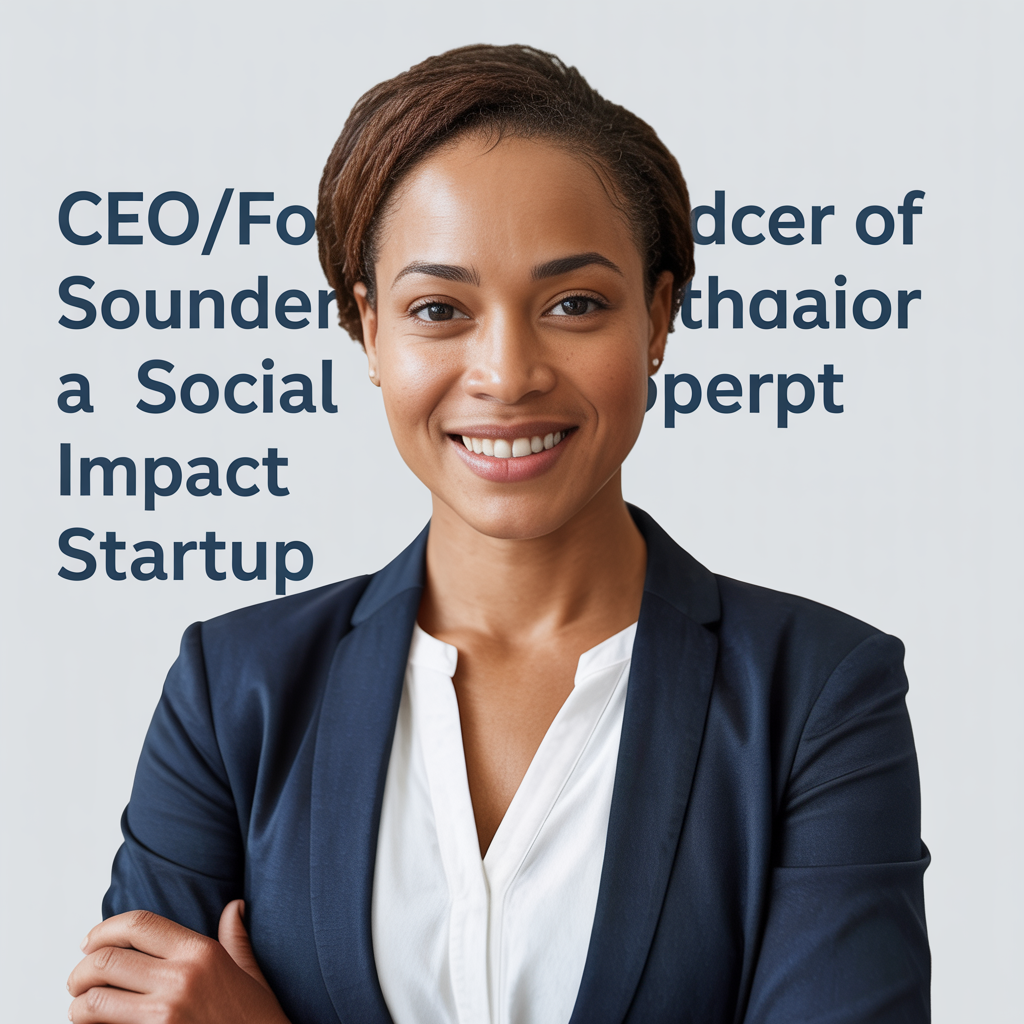 CEO/Fo dcer of
Sounder thaaior
a Social pperpt
Impact
Startup